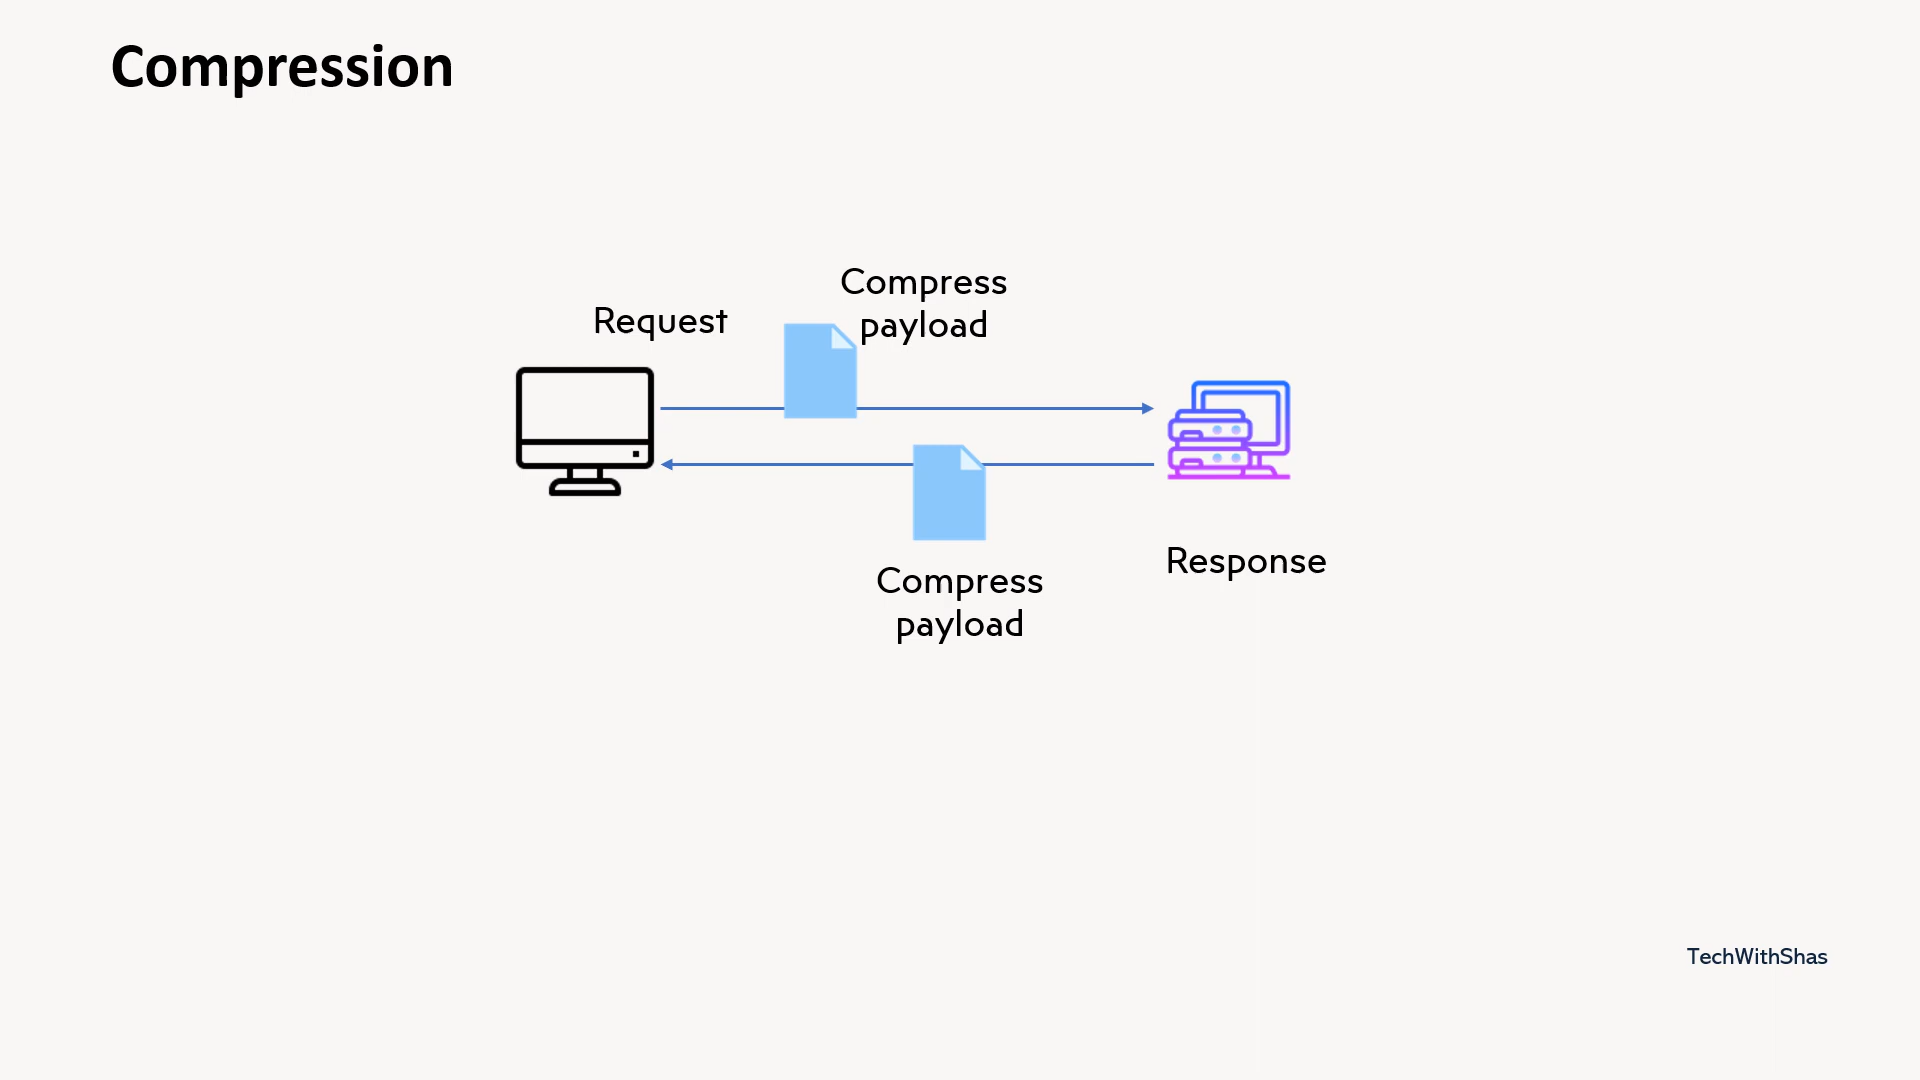 Compression
Request
Compress
payload
Compress
payload
Response
TechWithShas